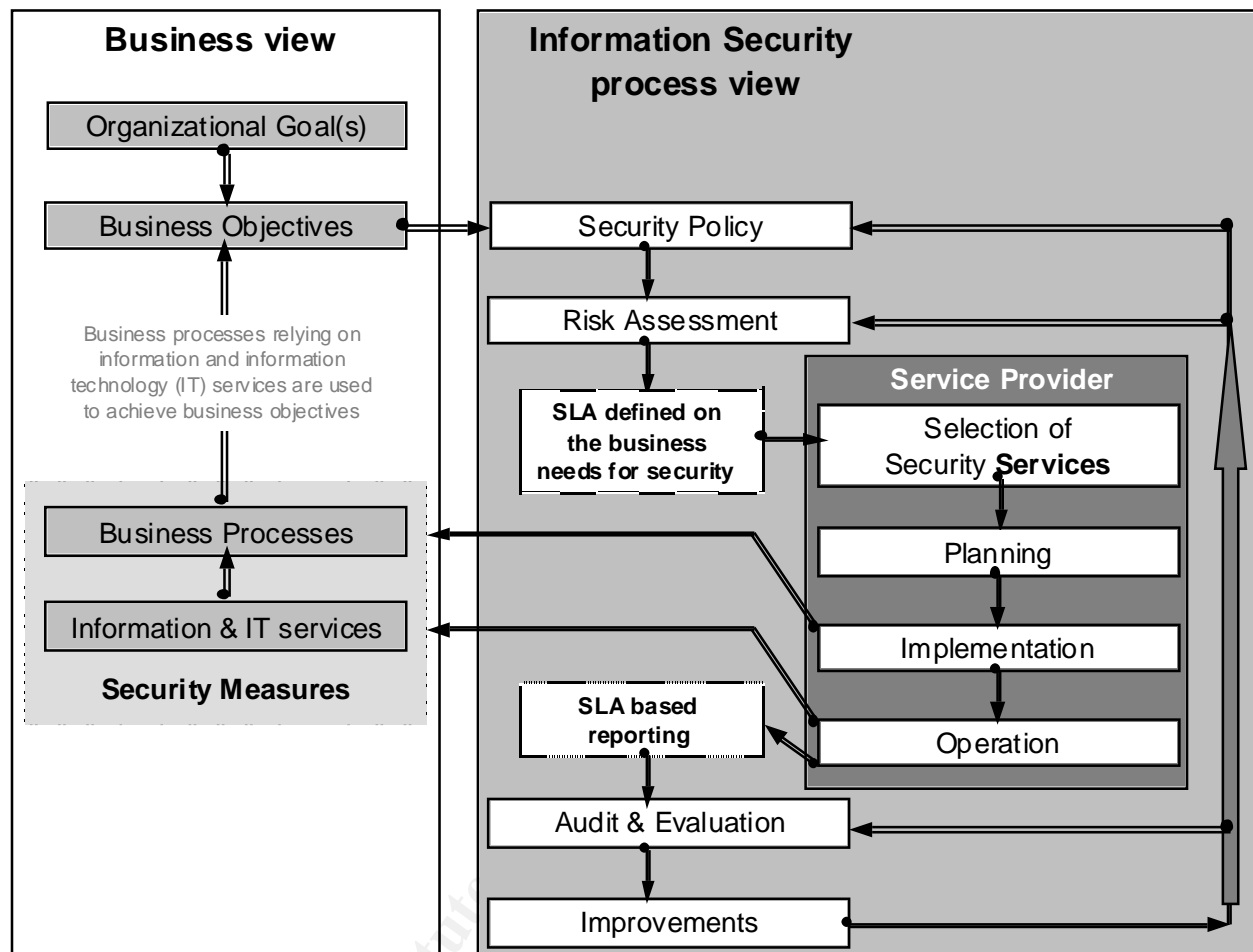 Business view
Organizational Goal(s)
Business Objectives
Business processes relying on
information and information
technology (IT) services are used
to achieve business objectives
Business Processes
Information & IT services
Security Measures
Information Security
process view
Security Policy
Risk Assessment
SLA defined on
the business
needs for security
Service Provider
Selection of
Security Services
Planning
Implementation
Operation
SLA based
reporting
Audit & Evaluation
Improvements